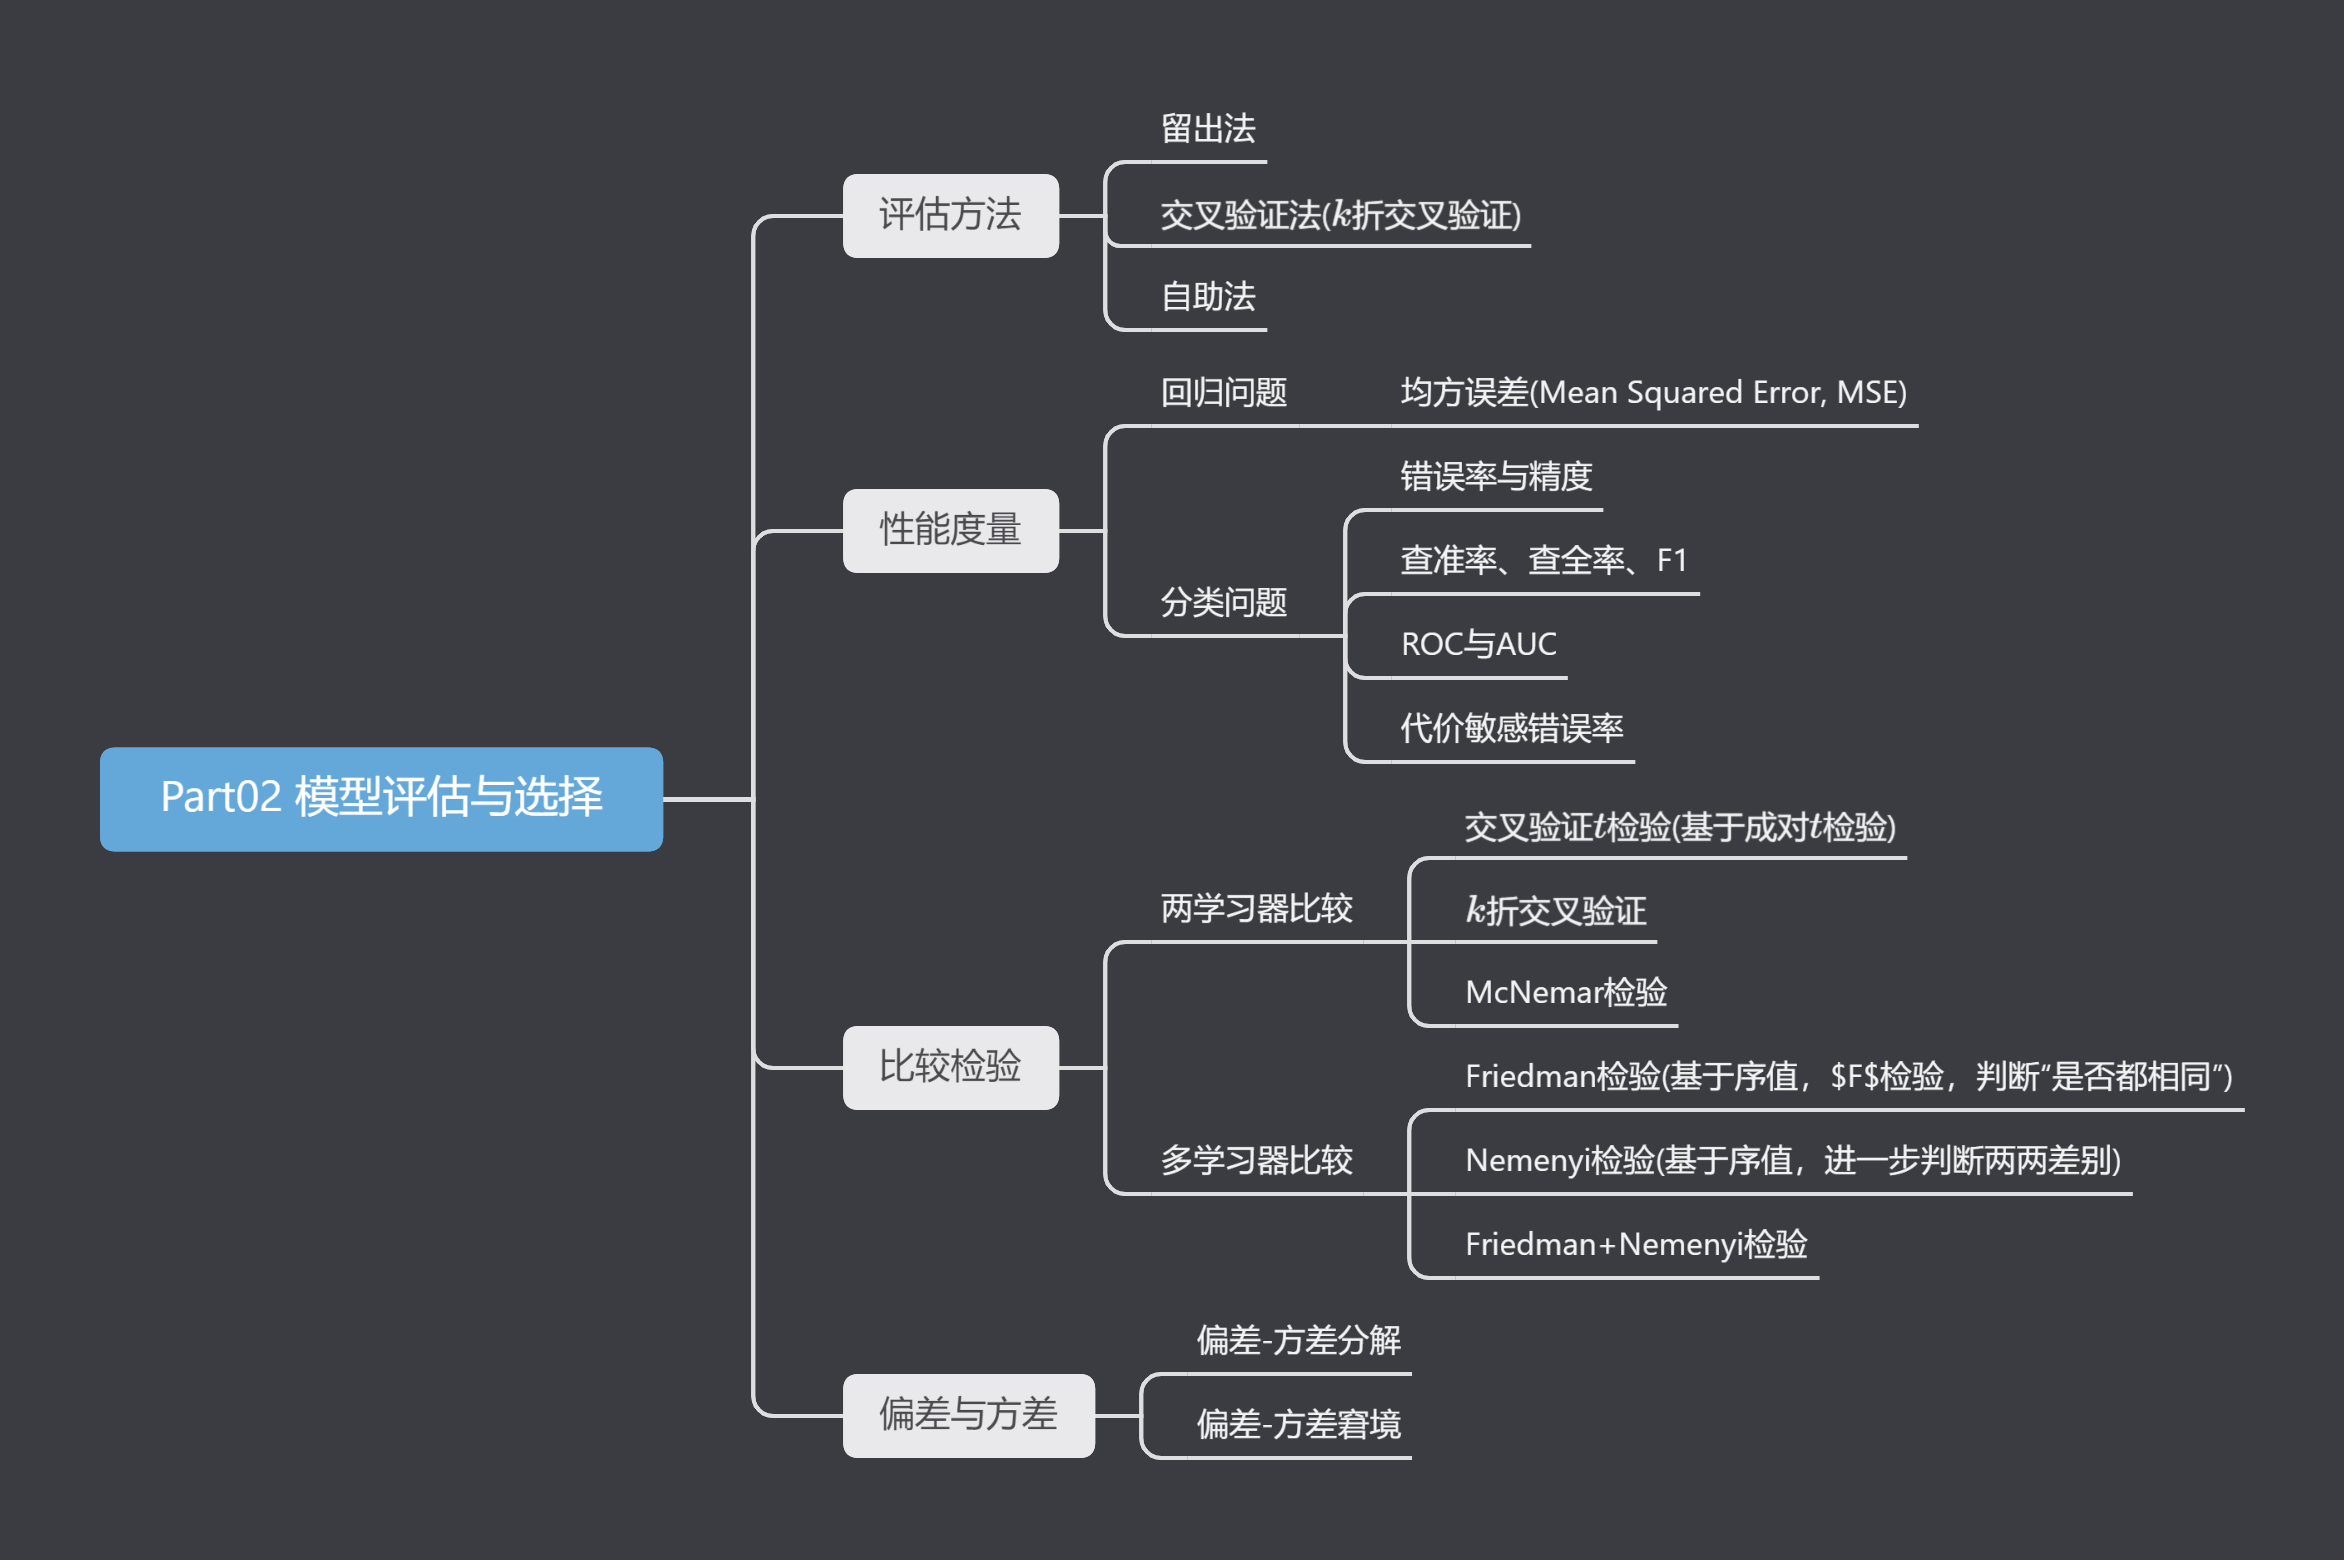 Part02 模型评估与选择
评估方法
留出法
交叉验证法(k折交叉验证)
自助法
性能度量
回归问题
均方误差(Mean Squared Error, MSE)
分类问题
错误率与精度
查准率、查全率、F1
ROC与AUC
代价敏感错误率
比较检验
两学习器比较
交叉验证t检验(基于成对t检验)
k折交叉验证
McNemar检验
多学习器比较
Friedman检验(基于序值，$F$检验，判断“是否都相同”)
Nemenyi检验(基于序值，进一步判断两两差别)
Friedman+Nemenyi检验
偏差与方差
偏差-方差分解
偏差-方差窘境